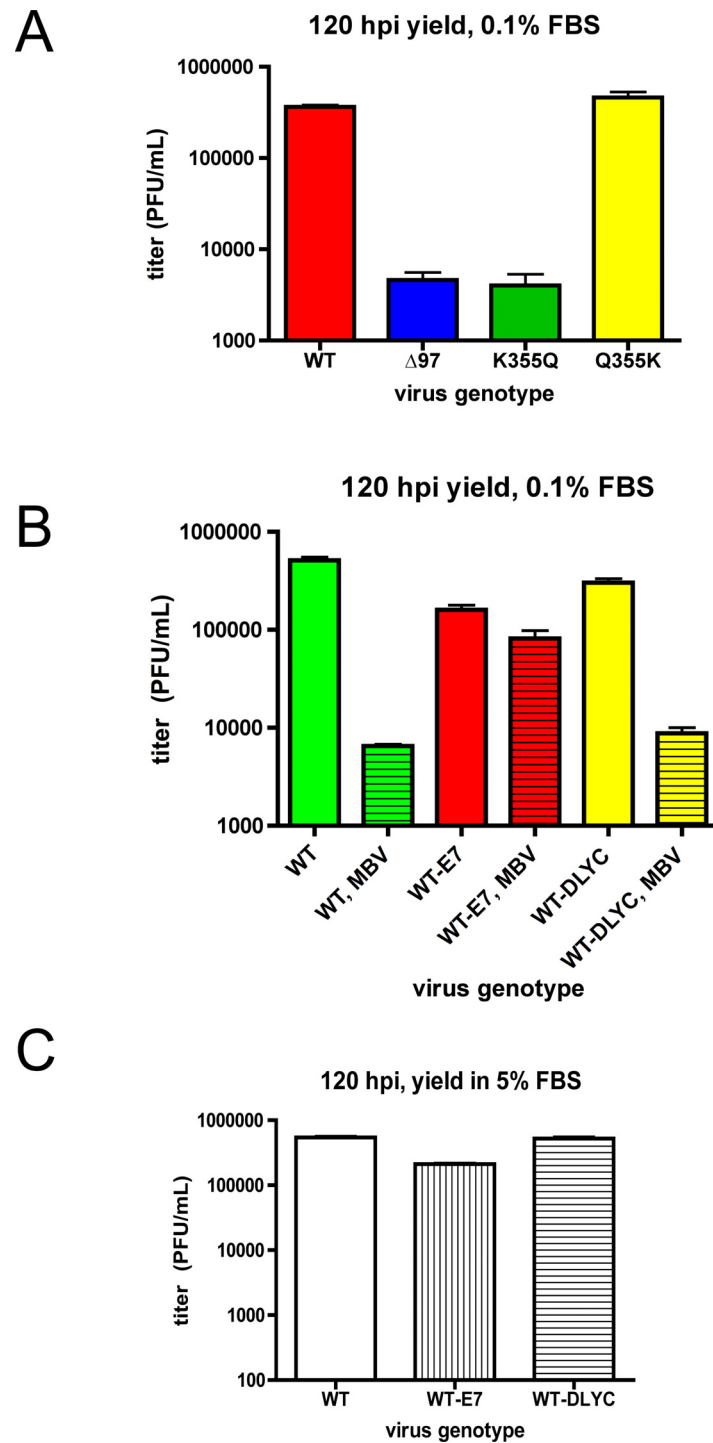 A
120 hpi yield, 0.1% FBS
titer (PFU/mL)
1000000
100000
10000
1000
WT
Δ97
K355Q
Q355K
virus genotype
B
120 hpi yield, 0.1% FBS
titer (PFU/mL)
1000000
100000
10000
1000
WT
WT, MBV
WT-E7
WT-E7, MBV
WT-DLYC
WT-DLYC, MBV
virus genotype
C
120 hpi, yield in 5% FBS
titer (PFU/mL)
1000000
100000
10000
1000
100
WT
WT-E7
WT-DLYC
virus genotype